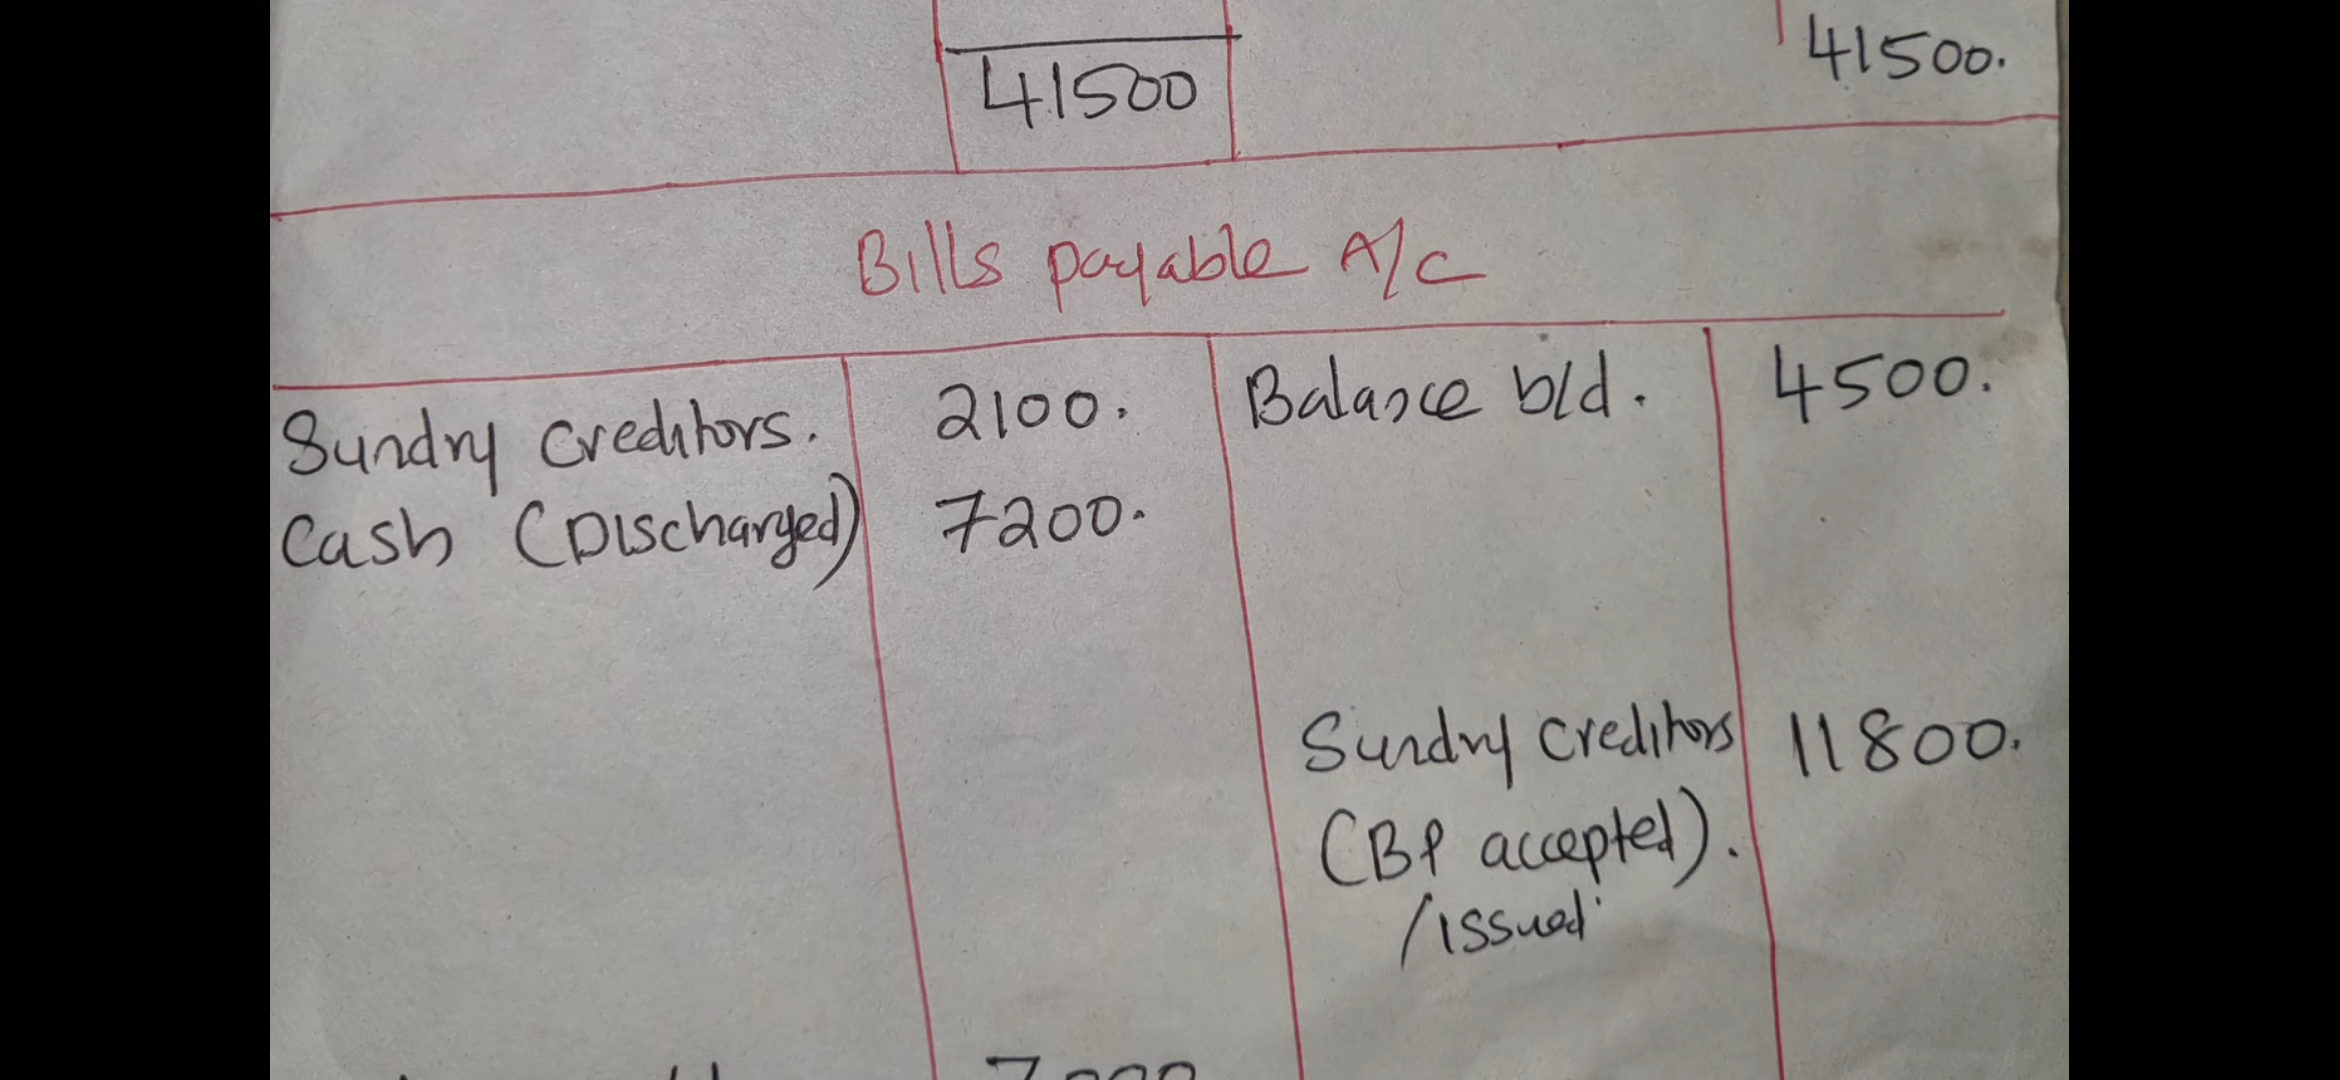 41500 41500.
Bills payable A/c
Sundry creditors. 2100. Balance b/d. 4500.
Cash (Discharged) 7200.
Sundry creditors 11800.
(BP accepted).
/issued